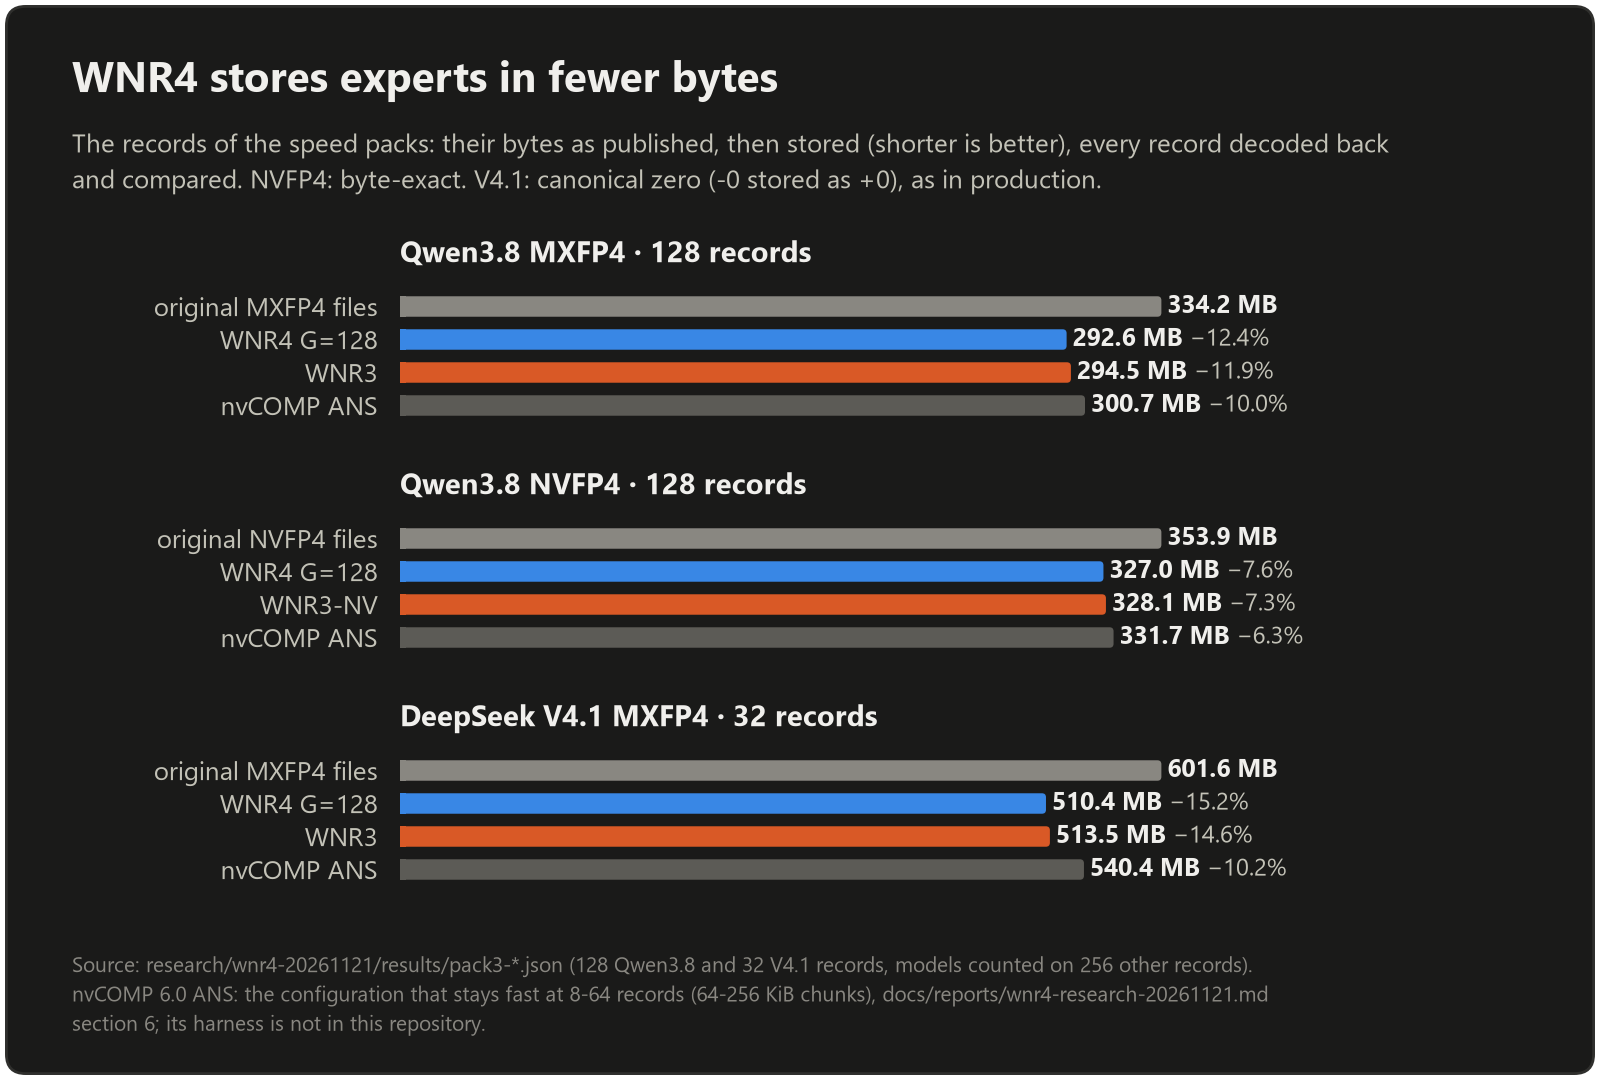 WNR4 stores experts in fewer bytes
The records of the speed packs: their bytes as published, then stored (shorter is better), every record decoded back
and compared. NVFP4: byte-exact. V4.1: canonical zero (-0 stored as +0), as in production.
Qwen3.8 MXFP4 · 128 records
original MXFP4 files 334.2 MB
WNR4 G=128 292.6 MB −12.4%
WNR3 294.5 MB −11.9%
nvCOMP ANS 300.7 MB −10.0%
Qwen3.8 NVFP4 · 128 records
original NVFP4 files 353.9 MB
WNR4 G=128 327.0 MB −7.6%
WNR3-NV 328.1 MB −7.3%
nvCOMP ANS 331.7 MB −6.3%
DeepSeek V4.1 MXFP4 · 32 records
original MXFP4 files 601.6 MB
WNR4 G=128 510.4 MB −15.2%
WNR3 513.5 MB −14.6%
nvCOMP ANS 540.4 MB −10.2%
Source: research/wnr4-20261121/results/pack3-*.json (128 Qwen3.8 and 32 V4.1 records, models counted on 256 other records).
nvCOMP 6.0 ANS: the configuration that stays fast at 8-64 records (64-256 KiB chunks), docs/reports/wnr4-research-20261121.md
section 6; its harness is not in this repository.